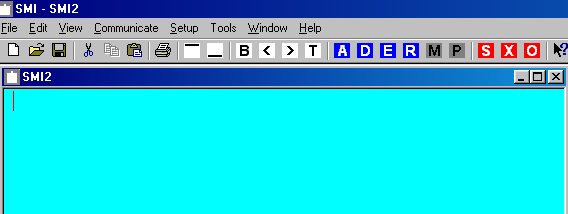 SMI - SMI2
File Edit View Communicate Setup Tools Window Help
B < > T A D E R M P S X O ?
SMI2